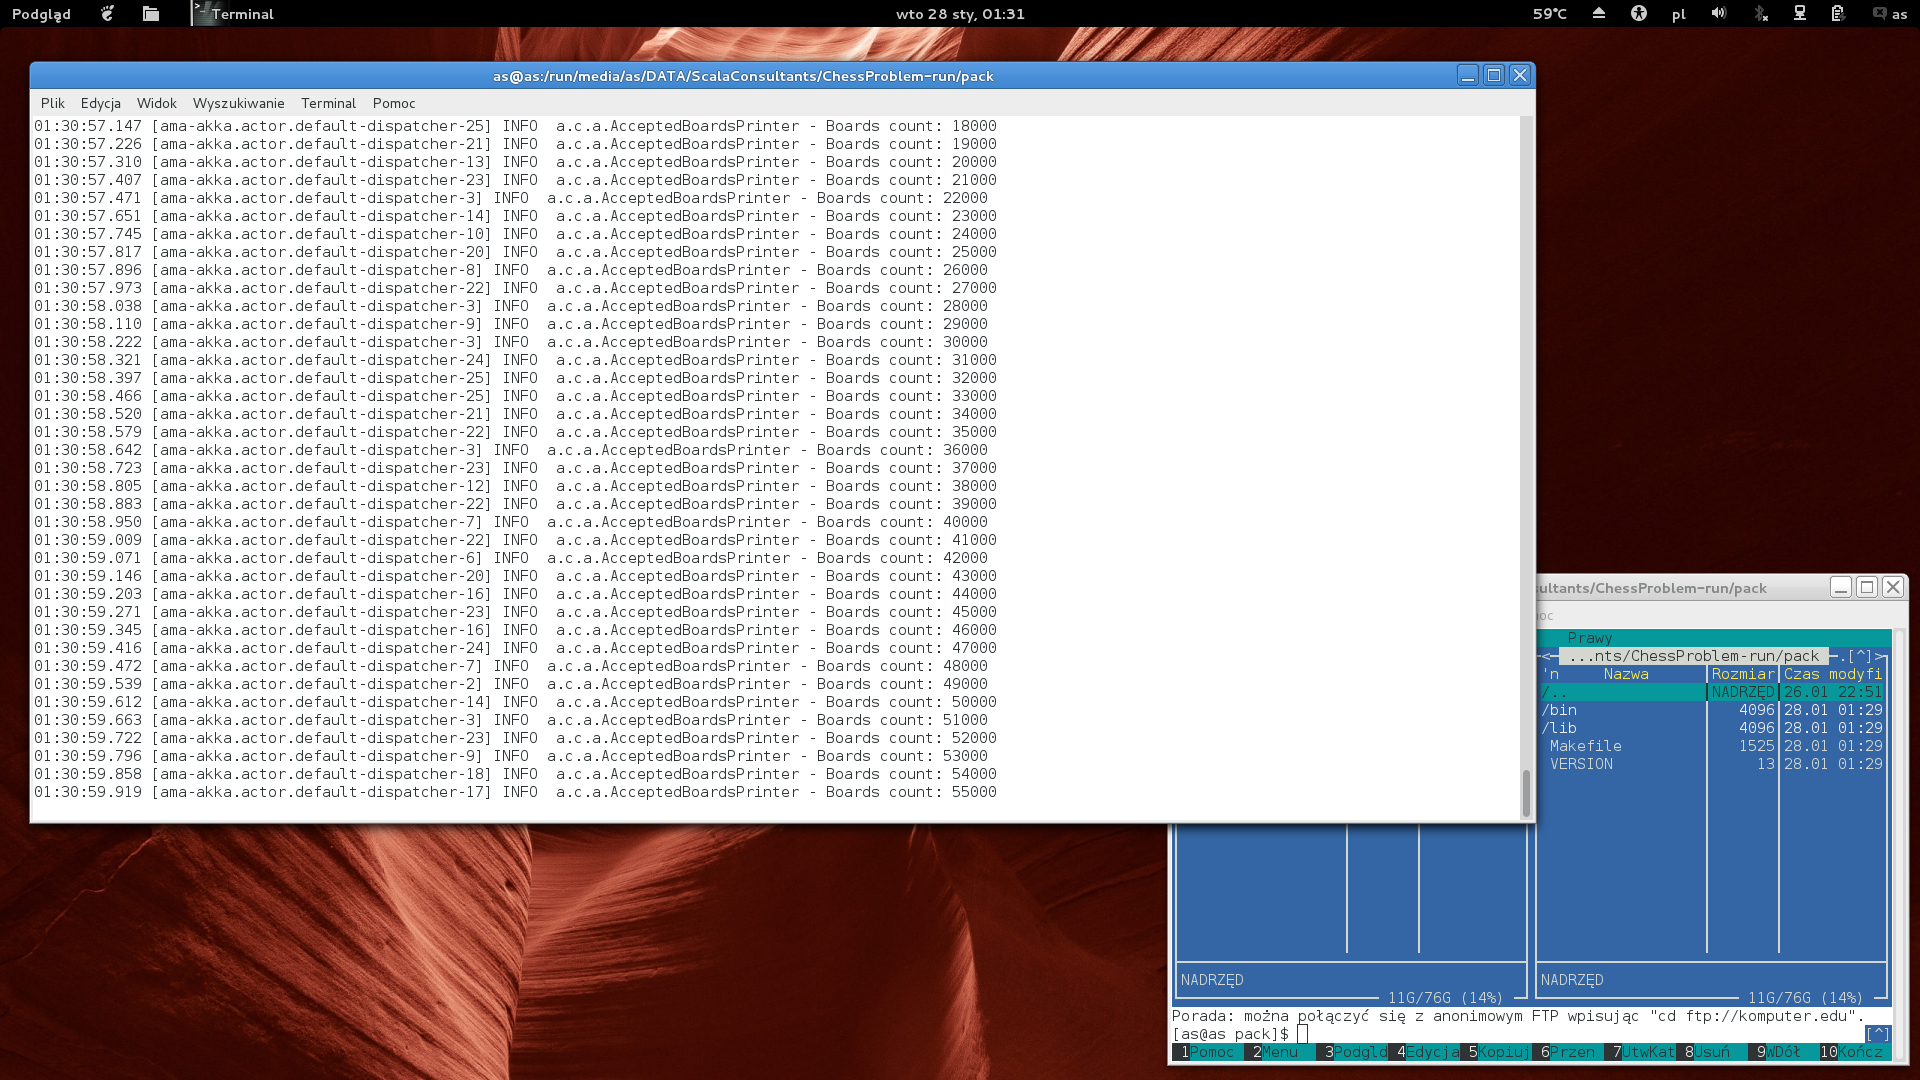 Podgląd Terminal wto 28 sty, 01:31 59°C pl as
as@as:/run/media/as/DATA/ScalaConsultants/ChessProblem-run/pack
Plik Edycja Widok Wyszukiwanie Terminal Pomoc
01:30:57.147 [ama-akka.actor.default-dispatcher-25] INFO  a.c.a.AcceptedBoardsPrinter - Boards count: 18000
01:30:57.226 [ama-akka.actor.default-dispatcher-21] INFO  a.c.a.AcceptedBoardsPrinter - Boards count: 19000
01:30:57.310 [ama-akka.actor.default-dispatcher-13] INFO  a.c.a.AcceptedBoardsPrinter - Boards count: 20000
01:30:57.407 [ama-akka.actor.default-dispatcher-23] INFO  a.c.a.AcceptedBoardsPrinter - Boards count: 21000
01:30:57.471 [ama-akka.actor.default-dispatcher-3] INFO  a.c.a.AcceptedBoardsPrinter - Boards count: 22000
01:30:57.651 [ama-akka.actor.default-dispatcher-14] INFO  a.c.a.AcceptedBoardsPrinter - Boards count: 23000
01:30:57.745 [ama-akka.actor.default-dispatcher-10] INFO  a.c.a.AcceptedBoardsPrinter - Boards count: 24000
01:30:57.817 [ama-akka.actor.default-dispatcher-20] INFO  a.c.a.AcceptedBoardsPrinter - Boards count: 25000
01:30:57.896 [ama-akka.actor.default-dispatcher-8] INFO  a.c.a.AcceptedBoardsPrinter - Boards count: 26000
01:30:57.973 [ama-akka.actor.default-dispatcher-22] INFO  a.c.a.AcceptedBoardsPrinter - Boards count: 27000
01:30:58.038 [ama-akka.actor.default-dispatcher-3] INFO  a.c.a.AcceptedBoardsPrinter - Boards count: 28000
01:30:58.110 [ama-akka.actor.default-dispatcher-9] INFO  a.c.a.AcceptedBoardsPrinter - Boards count: 29000
01:30:58.222 [ama-akka.actor.default-dispatcher-3] INFO  a.c.a.AcceptedBoardsPrinter - Boards count: 30000
01:30:58.321 [ama-akka.actor.default-dispatcher-24] INFO  a.c.a.AcceptedBoardsPrinter - Boards count: 31000
01:30:58.397 [ama-akka.actor.default-dispatcher-25] INFO  a.c.a.AcceptedBoardsPrinter - Boards count: 32000
01:30:58.466 [ama-akka.actor.default-dispatcher-25] INFO  a.c.a.AcceptedBoardsPrinter - Boards count: 33000
01:30:58.520 [ama-akka.actor.default-dispatcher-21] INFO  a.c.a.AcceptedBoardsPrinter - Boards count: 34000
01:30:58.579 [ama-akka.actor.default-dispatcher-22] INFO  a.c.a.AcceptedBoardsPrinter - Boards count: 35000
01:30:58.642 [ama-akka.actor.default-dispatcher-3] INFO  a.c.a.AcceptedBoardsPrinter - Boards count: 36000
01:30:58.723 [ama-akka.actor.default-dispatcher-23] INFO  a.c.a.AcceptedBoardsPrinter - Boards count: 37000
01:30:58.805 [ama-akka.actor.default-dispatcher-12] INFO  a.c.a.AcceptedBoardsPrinter - Boards count: 38000
01:30:58.883 [ama-akka.actor.default-dispatcher-22] INFO  a.c.a.AcceptedBoardsPrinter - Boards count: 39000
01:30:58.950 [ama-akka.actor.default-dispatcher-7] INFO  a.c.a.AcceptedBoardsPrinter - Boards count: 40000
01:30:59.009 [ama-akka.actor.default-dispatcher-22] INFO  a.c.a.AcceptedBoardsPrinter - Boards count: 41000
01:30:59.071 [ama-akka.actor.default-dispatcher-6] INFO  a.c.a.AcceptedBoardsPrinter - Boards count: 42000
01:30:59.146 [ama-akka.actor.default-dispatcher-20] INFO  a.c.a.AcceptedBoardsPrinter - Boards count: 43000
01:30:59.203 [ama-akka.actor.default-dispatcher-16] INFO  a.c.a.AcceptedBoardsPrinter - Boards count: 44000
01:30:59.271 [ama-akka.actor.default-dispatcher-23] INFO  a.c.a.AcceptedBoardsPrinter - Boards count: 45000
01:30:59.345 [ama-akka.actor.default-dispatcher-16] INFO  a.c.a.AcceptedBoardsPrinter - Boards count: 46000
01:30:59.416 [ama-akka.actor.default-dispatcher-24] INFO  a.c.a.AcceptedBoardsPrinter - Boards count: 47000
01:30:59.472 [ama-akka.actor.default-dispatcher-7] INFO  a.c.a.AcceptedBoardsPrinter - Boards count: 48000
01:30:59.539 [ama-akka.actor.default-dispatcher-2] INFO  a.c.a.AcceptedBoardsPrinter - Boards count: 49000
01:30:59.612 [ama-akka.actor.default-dispatcher-14] INFO  a.c.a.AcceptedBoardsPrinter - Boards count: 50000
01:30:59.663 [ama-akka.actor.default-dispatcher-3] INFO  a.c.a.AcceptedBoardsPrinter - Boards count: 51000
01:30:59.722 [ama-akka.actor.default-dispatcher-23] INFO  a.c.a.AcceptedBoardsPrinter - Boards count: 52000
01:30:59.796 [ama-akka.actor.default-dispatcher-9] INFO  a.c.a.AcceptedBoardsPrinter - Boards count: 53000
01:30:59.858 [ama-akka.actor.default-dispatcher-18] INFO  a.c.a.AcceptedBoardsPrinter - Boards count: 54000
01:30:59.919 [ama-akka.actor.default-dispatcher-17] INFO  a.c.a.AcceptedBoardsPrinter - Boards count: 55000
sultants/ChessProblem-run/pack
oc
Prawy
<─ ...nts/ChessProblem-run/pack ─.[^]>
'n Nazwa Rozmiar Czas modyfi
/.. NADRZĘD 26.01 22:51
/bin 4096 28.01 01:29
/lib 4096 28.01 01:29
Makefile 1525 28.01 01:29
VERSION 13 28.01 01:29
NADRZĘD NADRZĘD
11G/76G (14%) 11G/76G (14%)
Porada: można połączyć się z anonimowym FTP wpisując "cd ftp://komputer.edu".
[as@as pack]$ [^]
1Pomoc 2Menu 3Podgld 4Edycja 5Kopiuj 6Przen 7UtwKat 8Usuń 9WDół 10Kończ